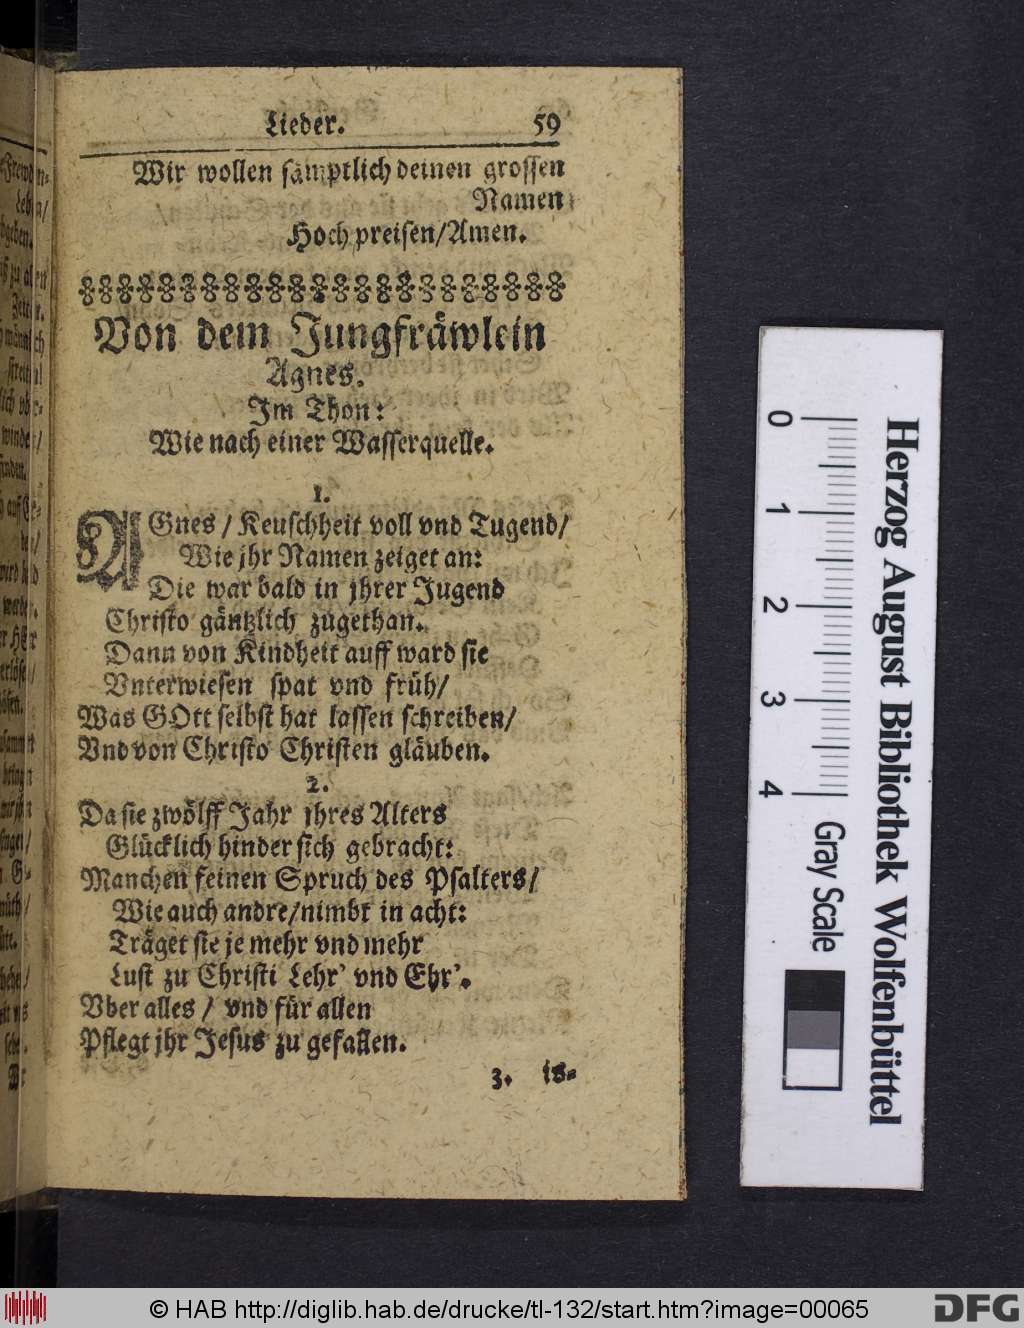 Lieder. 59
Wir wollen sämptlich deinen grossen
Namen
Hoch preisen/Amen.
Von dem Jungfräwlein
Agnes.
Im Thon:
Wie nach einer Wasserquelle.
1.
AGnes / Keuschheit voll vnd Tugend/
Wie jhr Namen zeiget an:
Die war bald in jhrer Jugend
Christo gäntzlich zugethan.
Dann von Kindheit auff ward sie
Vnterwiesen spat vnd früh/
Was GOtt selbst hat lassen schreiben/
Vnd von Christo Christen gläuben.
2.
Da sie zwölff Jahr jhres Alters
Glücklich hinder sich gebracht:
Manchen feinen Spruch des Psalters/
Wie auch andre/nimbt in acht:
Träget sie je mehr vnd mehr
Lust zu Christi Lehr' vnd Ehr'.
Vber alles / vnd für allen
Pflegt jhr Jesus zu gefallen.
3. is-
0 1 2 3 4
Gray Scale
Herzog August Bibliothek Wolfenbüttel
© HAB http://diglib.hab.de/drucke/tl-132/start.htm?image=00065
DFG